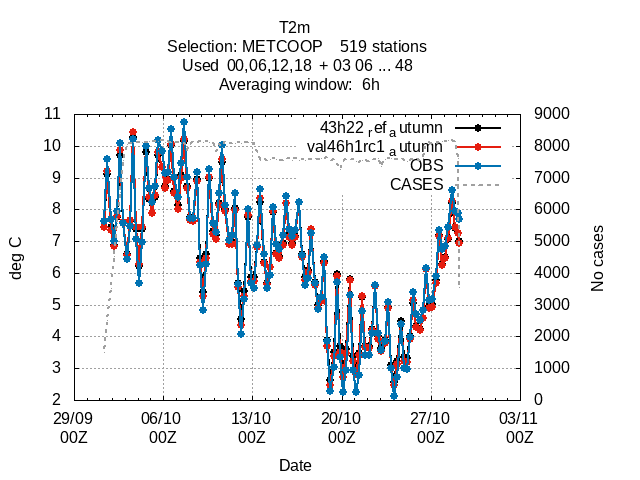 T2m
Selection: METCOOP 519 stations
Used 00,06,12,18 + 03 06 ... 48
Averaging window: 6h
11
10
9
8
7
6
5
4
3
2
deg C
9000
8000
7000
6000
5000
4000
3000
2000
1000
0
No cases
43h22 ref autumn
val46h1rc1 autumn
OBS
CASES
29/09 06/10 13/10 20/10 27/10 03/11
00Z 00Z 00Z 00Z 00Z 00Z
Date